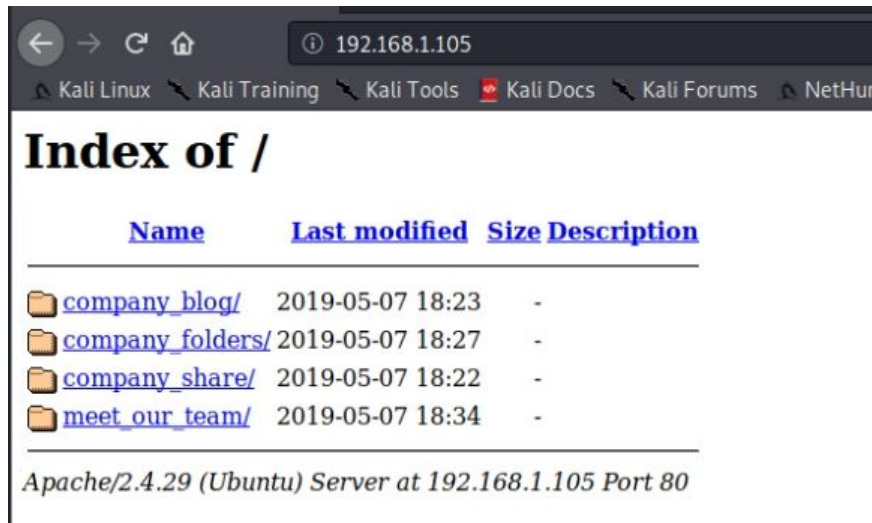 192.168.1.105
Kali Linux Kali Training Kali Tools Kali Docs Kali Forums
Index of /
Name Last modified Size Description
company_blog/ 2019-05-07 18:23 -
company_folders/ 2019-05-07 18:27 -
company_share/ 2019-05-07 18:22 -
meet_our_team/ 2019-05-07 18:34 -
Apache/2.4.29 (Ubuntu) Server at 192.168.1.105 Port 80